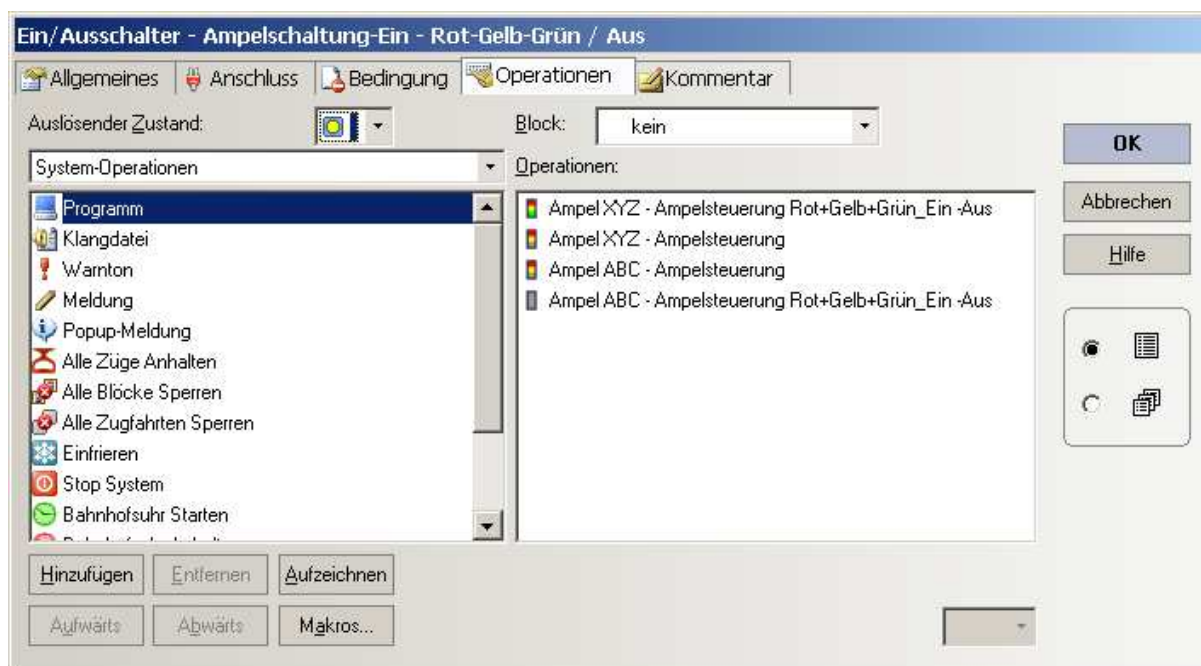 Ein/Ausschalter - Ampelschaltung-Ein - Rot-Gelb-Grün / Aus
Allgemeines
Anschluss
Bedingung
Operationen
Kommentar
Auslösender Zustand:
Block:
kein
System-Operationen
Operationen:
Programm
Klangdatei
Warnton
Meldung
Popup-Meldung
Alle Züge Anhalten
Alle Blöcke Sperren
Alle Zugfahrten Sperren
Einfrieren
Stop System
Bahnhofsuhr Starten
Ampel XYZ - Ampelsteuerung Rot+Gelb+Grün_Ein -Aus
Ampel XYZ - Ampelsteuerung
Ampel ABC - Ampelsteuerung
Ampel ABC - Ampelsteuerung Rot+Gelb+Grün_Ein -Aus
OK
Abbrechen
Hilfe
Hinzufügen
Entfernen
Aufzeichnen
Aufwärts
Abwärts
Makros...